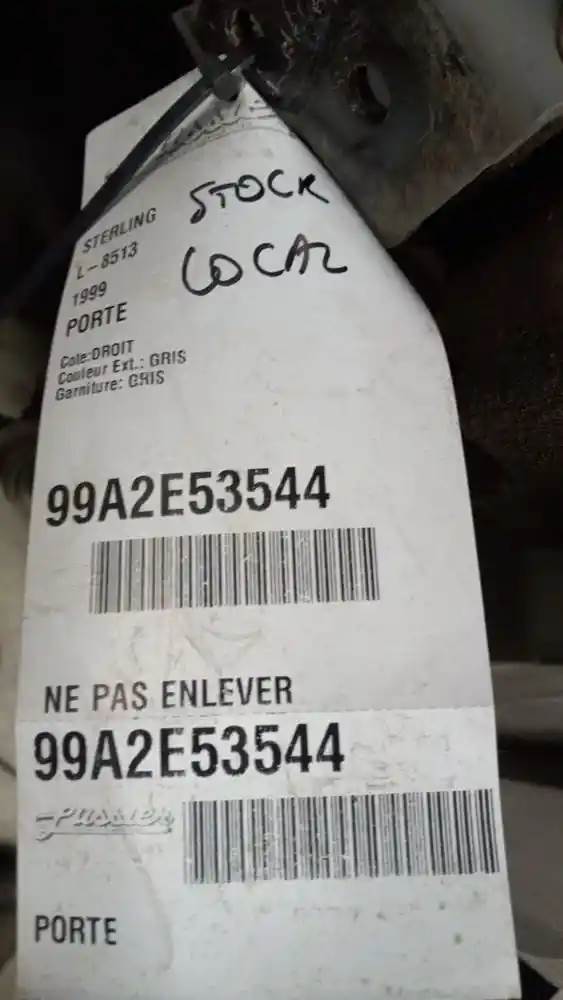 STOCK
LOCAL
STERLING
L-8513
1999
PORTE
Cote:DROIT
Couleur Ext.: GRIS
Garniture: GRIS
99A2E53544
NE PAS ENLEVER
99A2E53544
PORTE